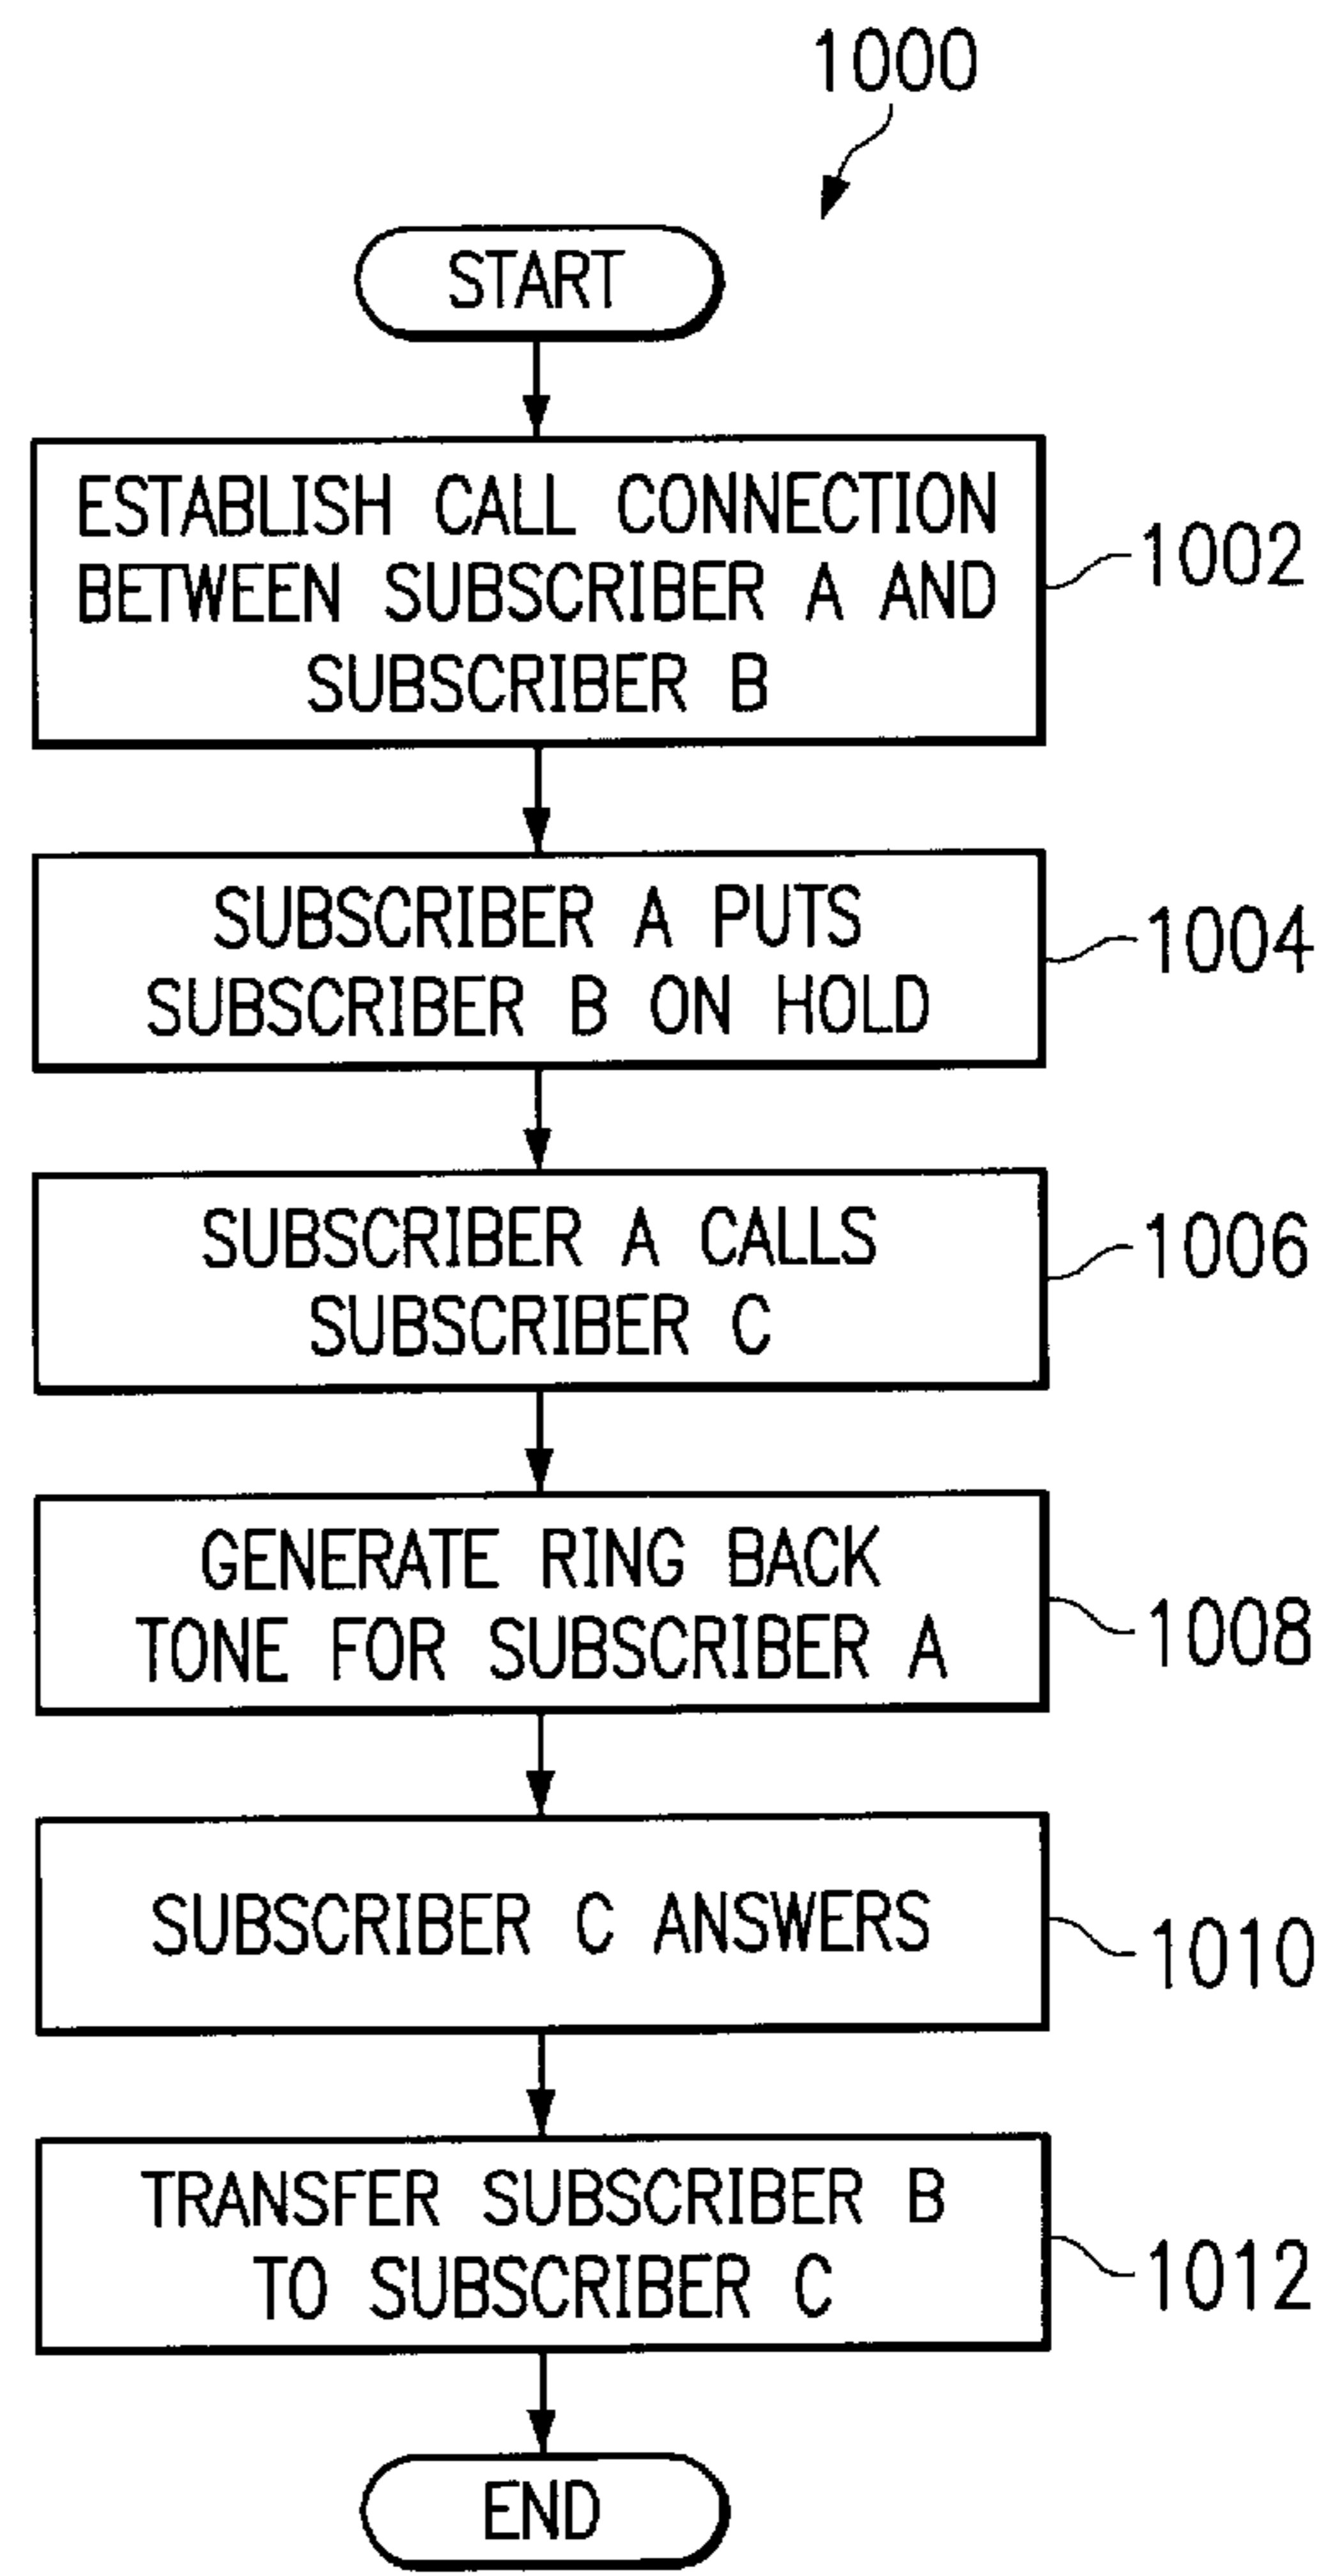 1000
START
ESTABLISH CALL CONNECTION
BETWEEN SUBSCRIBER A AND
SUBSCRIBER B
1002
SUBSCRIBER A PUTS
SUBSCRIBER B ON HOLD
1004
SUBSCRIBER A CALLS
SUBSCRIBER C
1006
GENERATE RING BACK
TONE FOR SUBSCRIBER A
1008
SUBSCRIBER C ANSWERS
1010
TRANSFER SUBSCRIBER B
TO SUBSCRIBER C
1012
END